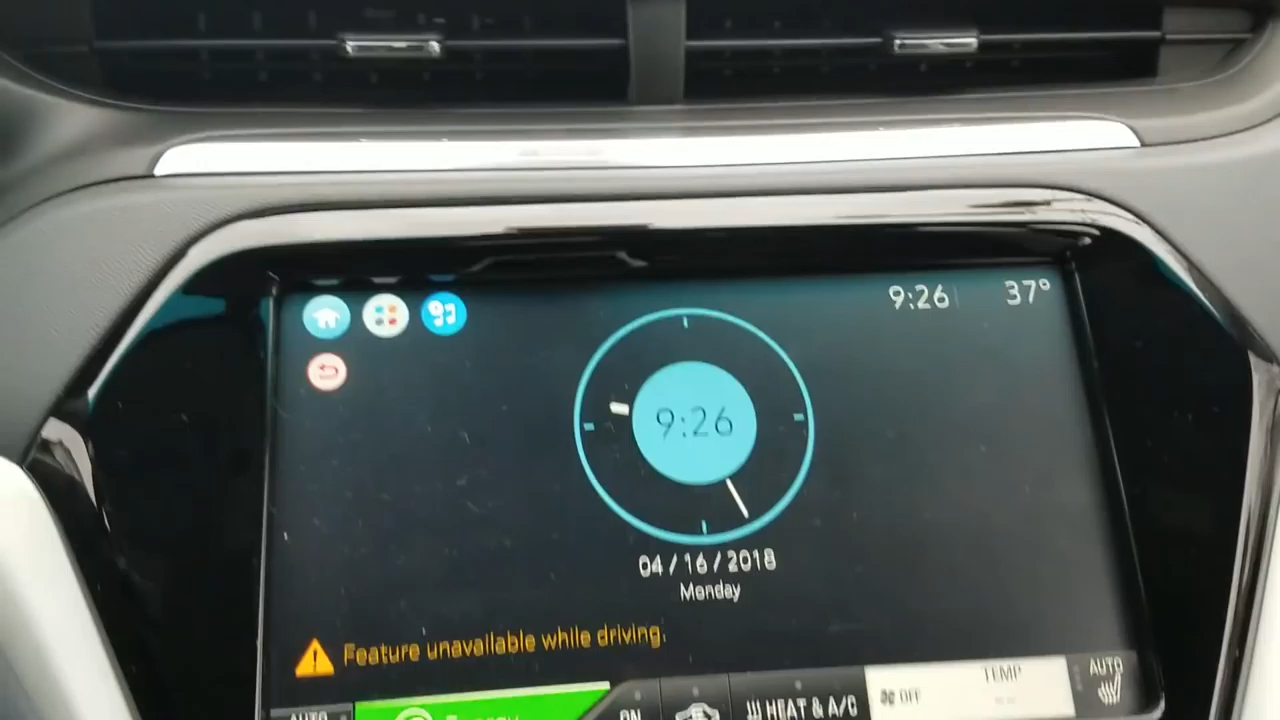 9:26 37°
9:26
04/16/2018
Monday
Feature unavailable while driving.
AUTO Energy ON HEAT & A/C OFF TEMP -- AUTO